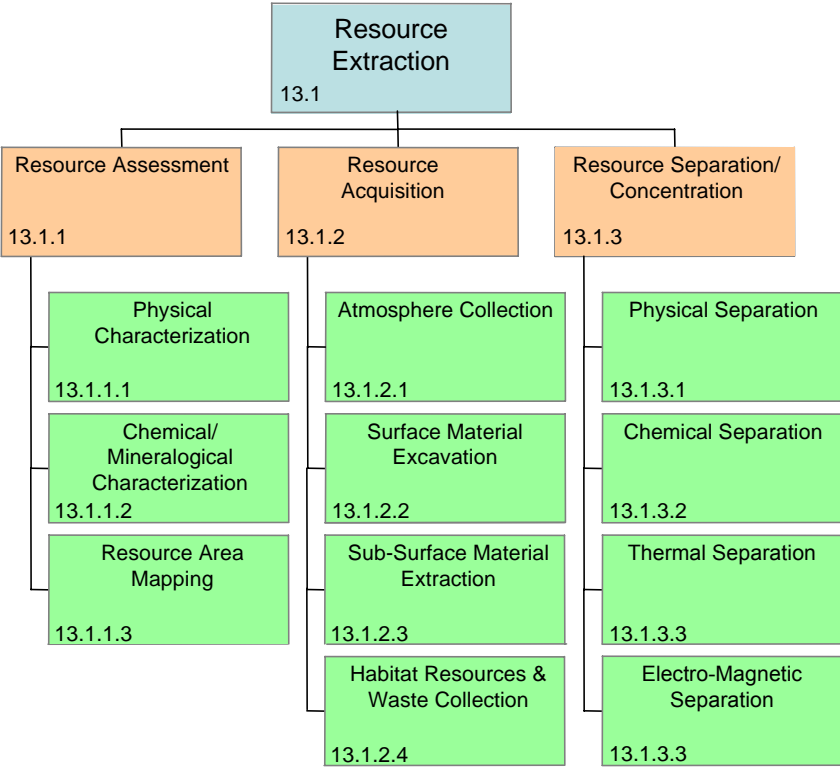 Resource
Extraction
13.1
Resource Assessment
13.1.1
Resource
Acquisition
13.1.2
Resource Separation/
Concentration
13.1.3
Physical
Characterization
13.1.1.1
Chemical/
Mineralogical
Characterization
13.1.1.2
Resource Area
Mapping
13.1.1.3
Atmosphere Collection
13.1.2.1
Surface Material
Excavation
13.1.2.2
Sub-Surface Material
Extraction
13.1.2.3
Habitat Resources &
Waste Collection
13.1.2.4
Physical Separation
13.1.3.1
Chemical Separation
13.1.3.2
Thermal Separation
13.1.3.3
Electro-Magnetic
Separation
13.1.3.3